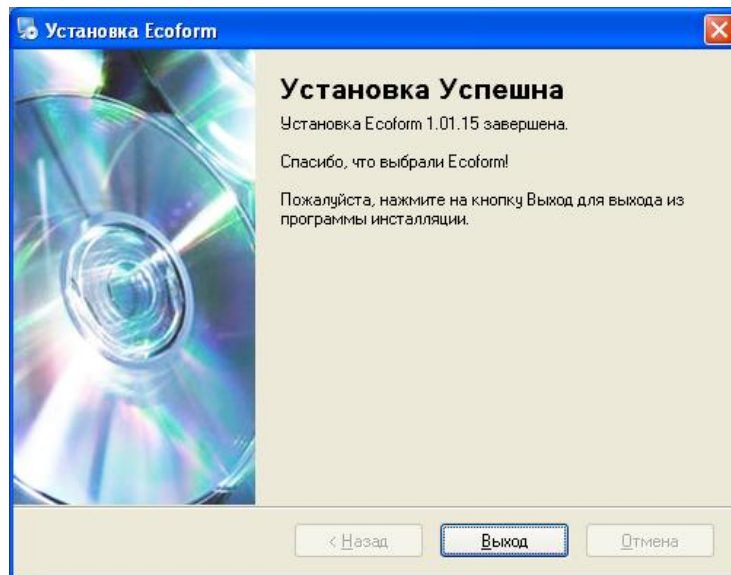 Установка Ecoform
Установка Успешна
Установка Ecoform 1.01.15 завершена.
Спасибо, что выбрали Ecoform!
Пожалуйста, нажмите на кнопку Выход для выхода из
программы инсталляции.
< Назад
Выход
Отмена